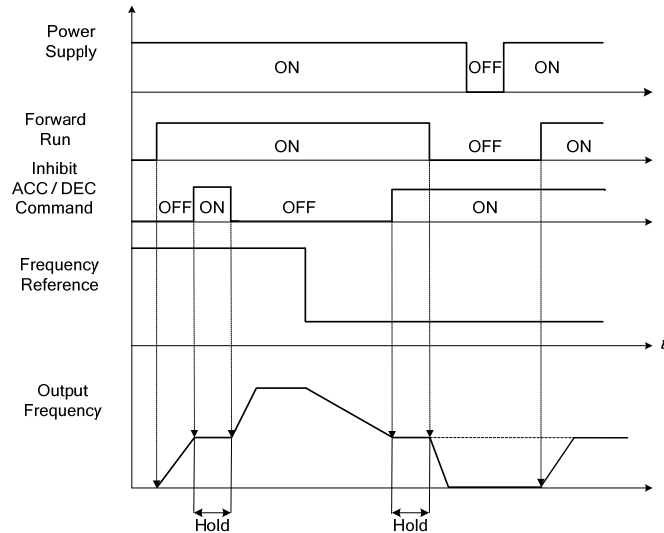 Power
Supply
ON
OFF
ON
Forward
Run
ON
OFF
ON
Inhibit
ACC / DEC
Command
OFF
ON
OFF
ON
Frequency
Reference
t
Output
Frequency
Hold
Hold